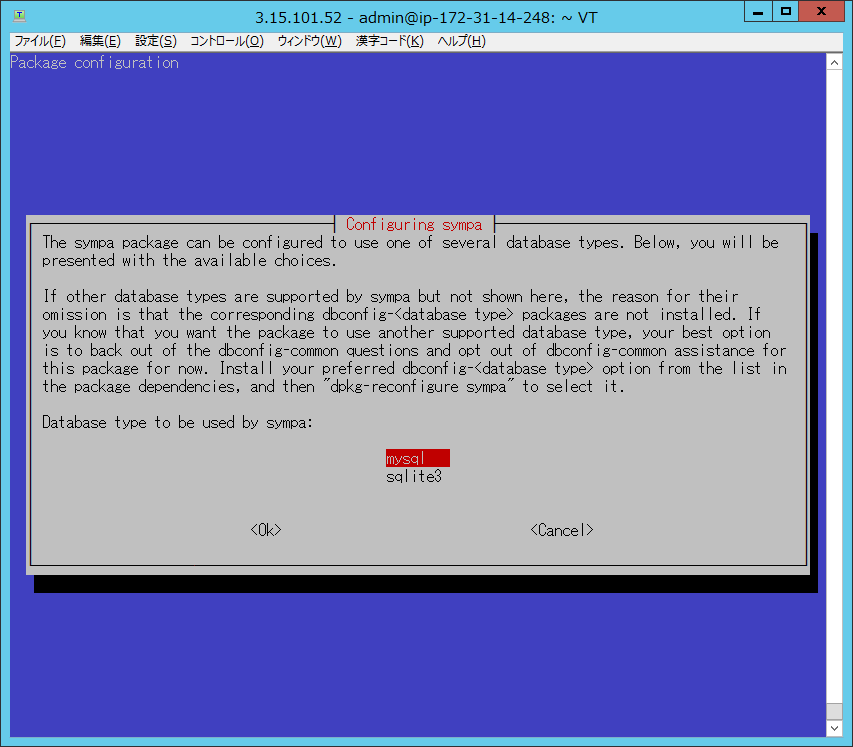 3.15.101.52 - admin@ip-172-31-14-248: ~ VT
ファイル(F) 編集(E) 設定(S) コントロール(O) ウィンドウ(W) 漢字コード(K) ヘルプ(H)
Package configuration
Configuring sympa
The sympa package can be configured to use one of several database types. Below, you will be
presented with the available choices.
If other database types are supported by sympa but not shown here, the reason for their
omission is that the corresponding dbconfig-<database type> packages are not installed. If
you know that you want the package to use another supported database type, your best option
is to back out of the dbconfig-common questions and opt out of dbconfig-common assistance for
this package for now. Install your preferred dbconfig-<database type> option from the list in
the package dependencies, and then "dpkg-reconfigure sympa" to select it.
Database type to be used by sympa:
mysql
sqlite3
<Ok> <Cancel>